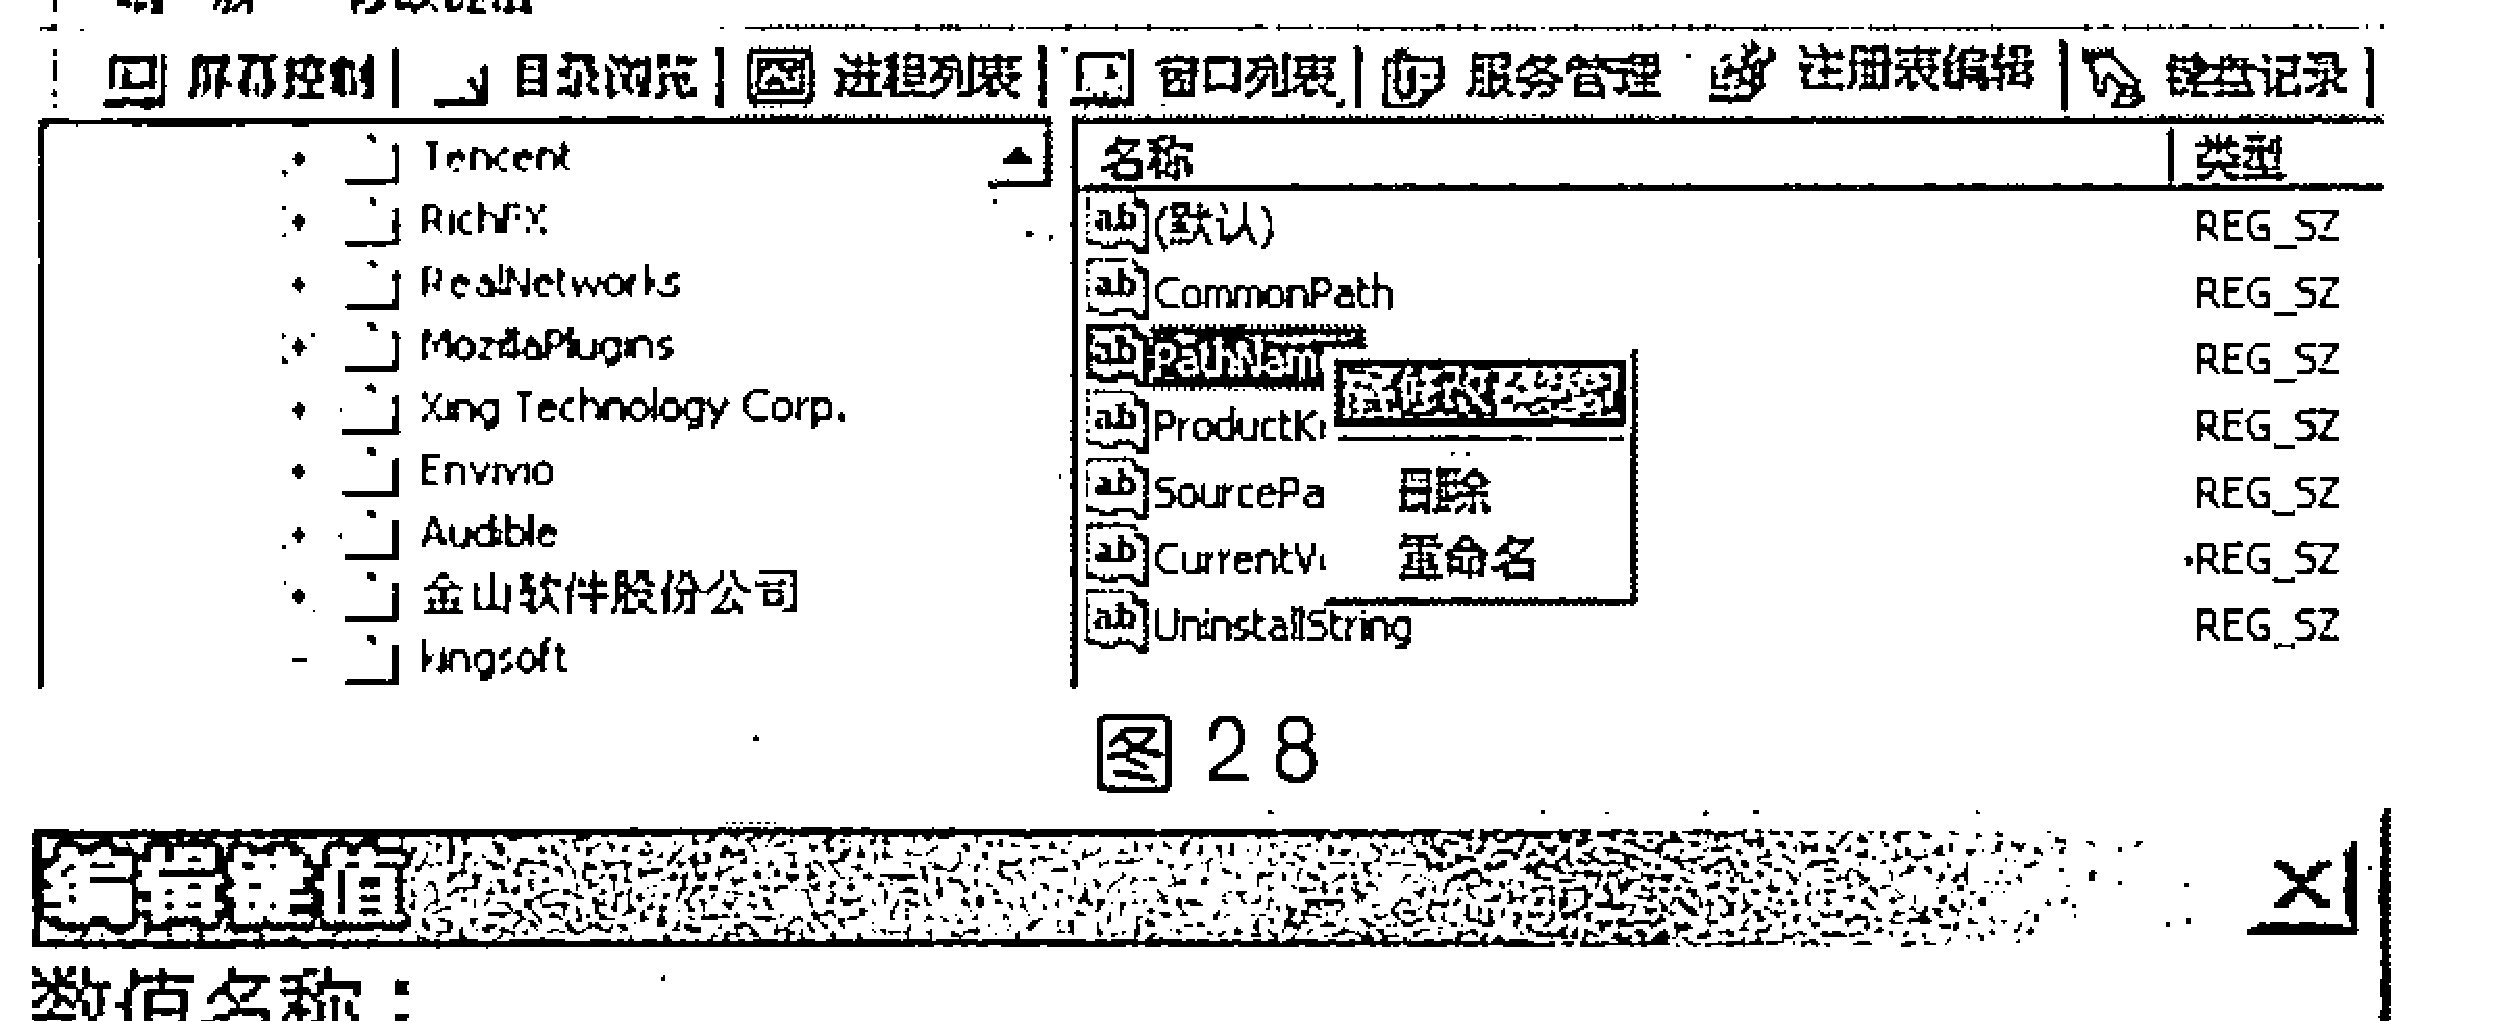 屏幕控制 目录浏览 进程列表 窗口列表 服务管理 注册表编辑 键盘记录
Tencent
RichFX
RealNetworks
MozillaPlugins
Xing Technology Corp.
Envivio
Audible
金山软件股份公司
kingsoft
名称 类型
(默认) REG_SZ
CommonPath REG_SZ
PathNam REG_SZ
ProductK REG_SZ
SourcePa REG_SZ
CurrentV REG_SZ
UninstallString REG_SZ
修改
删除
重命名
图 28
编辑键值
数值名称：